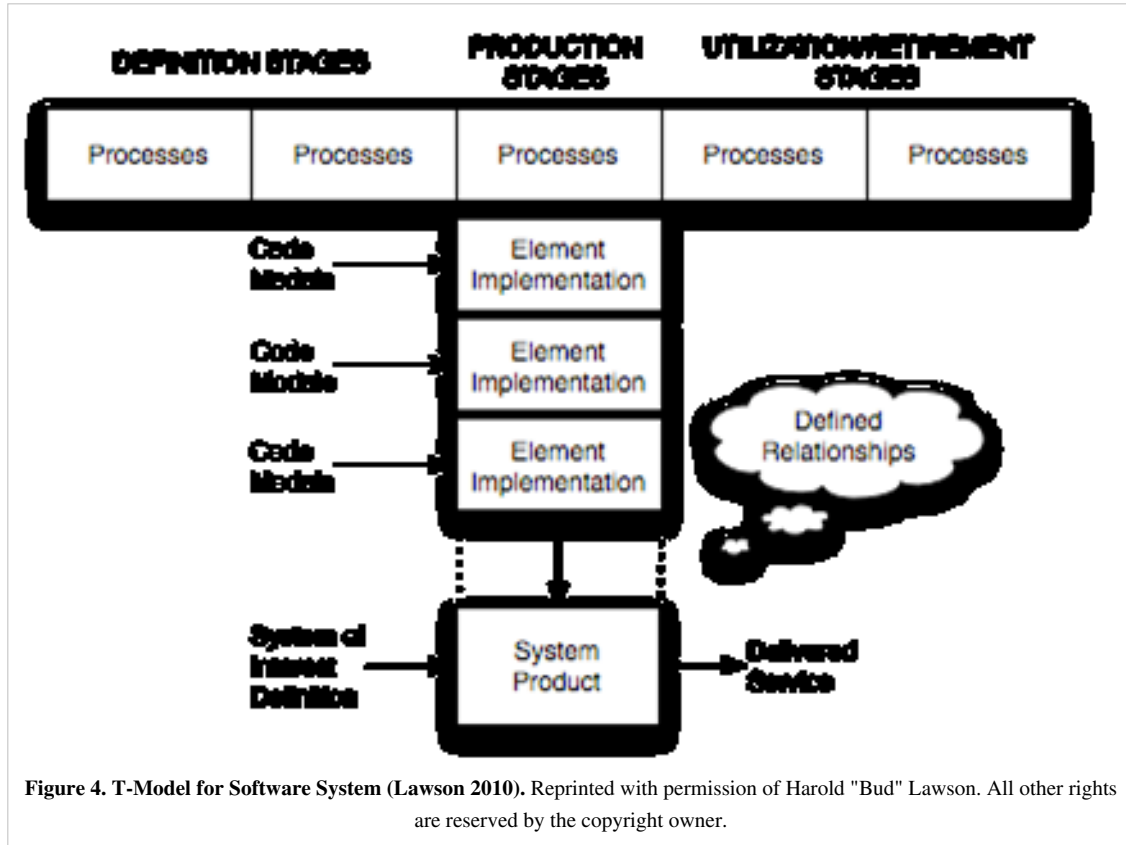 DEFINITION STAGES
PRODUCTION
STAGES
UTILIZATION/RETIREMENT
STAGES
Processes
Processes
Processes
Processes
Processes
Code
Module
Element
Implementation
Code
Module
Element
Implementation
Code
Module
Element
Implementation
Defined
Relationships
System of
Interest
Definition
System
Product
Delivered
Service
Figure 4. T-Model for Software System (Lawson 2010). Reprinted with permission of Harold "Bud" Lawson. All other rights
are reserved by the copyright owner.